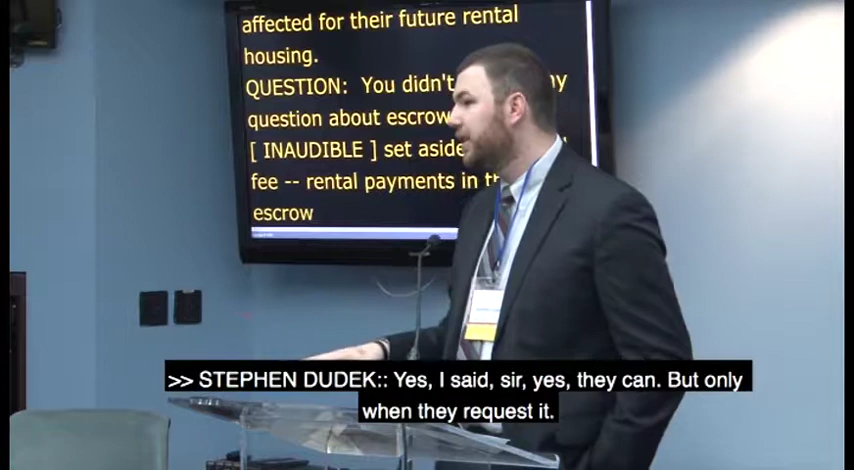 affected for their future rental
housing.
QUESTION: You didn't
question about escrow
[ INAUDIBLE ] set aside
fee -- rental payments in
escrow
>> STEPHEN DUDEK:: Yes, I said, sir, yes, they can. But only
when they request it.